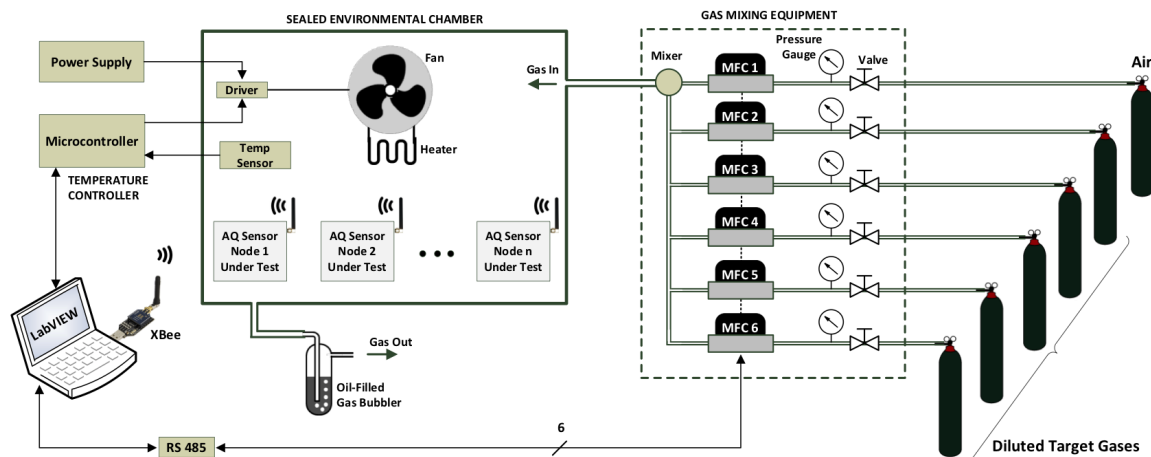 SEALED ENVIRONMENTAL CHAMBER
GAS MIXING EQUIPMENT
Power Supply
Driver
Fan
Gas In
Mixer
Pressure
Gauge
Valve
Air
MFC 1
MFC 2
MFC 3
MFC 4
MFC 5
MFC 6
Microcontroller
Temp
Sensor
Heater
TEMPERATURE
CONTROLLER
AQ Sensor
Node 1
Under Test
AQ Sensor
Node 2
Under Test
AQ Sensor
Node n
Under Test
LabVIEW
XBee
Gas Out
Oil-Filled
Gas Bubbler
RS 485
6
Diluted Target Gases